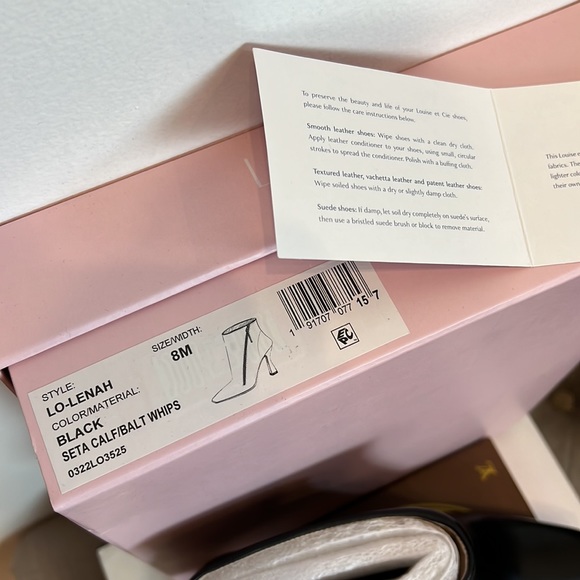 To preserve the beauty and life of your Louise et Cie shoes,
please follow the care instructions below.
Smooth leather shoes: Wipe shoes with a clean dry cloth.
Apply leather conditioner to your shoes, using small, circular
strokes to spread the conditioner. Polish with a buffing cloth.
Textured leather, vachetta leather and patent leather shoes:
Wipe soiled shoes with a dry or slightly damp cloth.
Suede shoes: If damp, let soil dry completely on suede's surface,
then use a bristled suede brush or block to remove material.
This Louise
fabrics. The
lighter
their own
STYLE:
LO-LENAH
COLOR/MATERIAL:
BLACK
SETA CALF/BALT WHIPS
0322LO3525
SIZE/WIDTH:
8M
1 91707 077 15 7